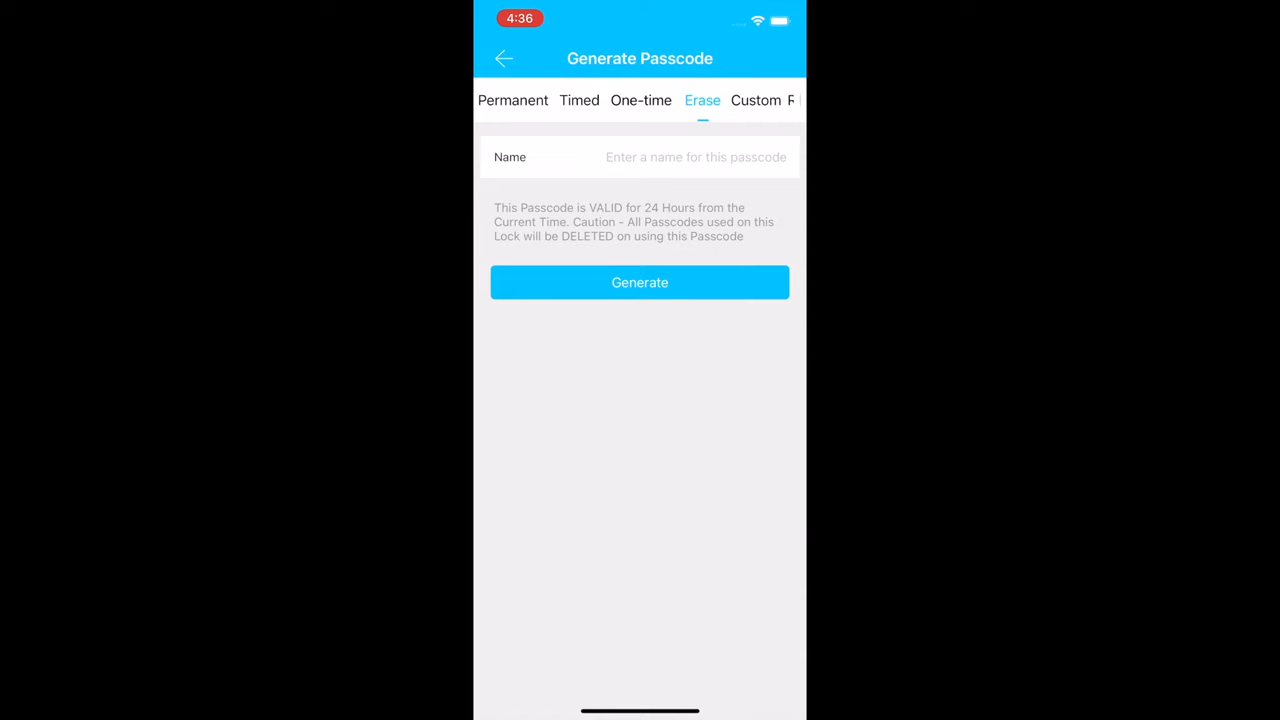 4:36
Generate Passcode
Permanent Timed One-time Erase Custom R
Name Enter a name for this passcode
This Passcode is VALID for 24 Hours from the
Current Time. Caution - All Passcodes used on this
Lock will be DELETED on using this Passcode
Generate